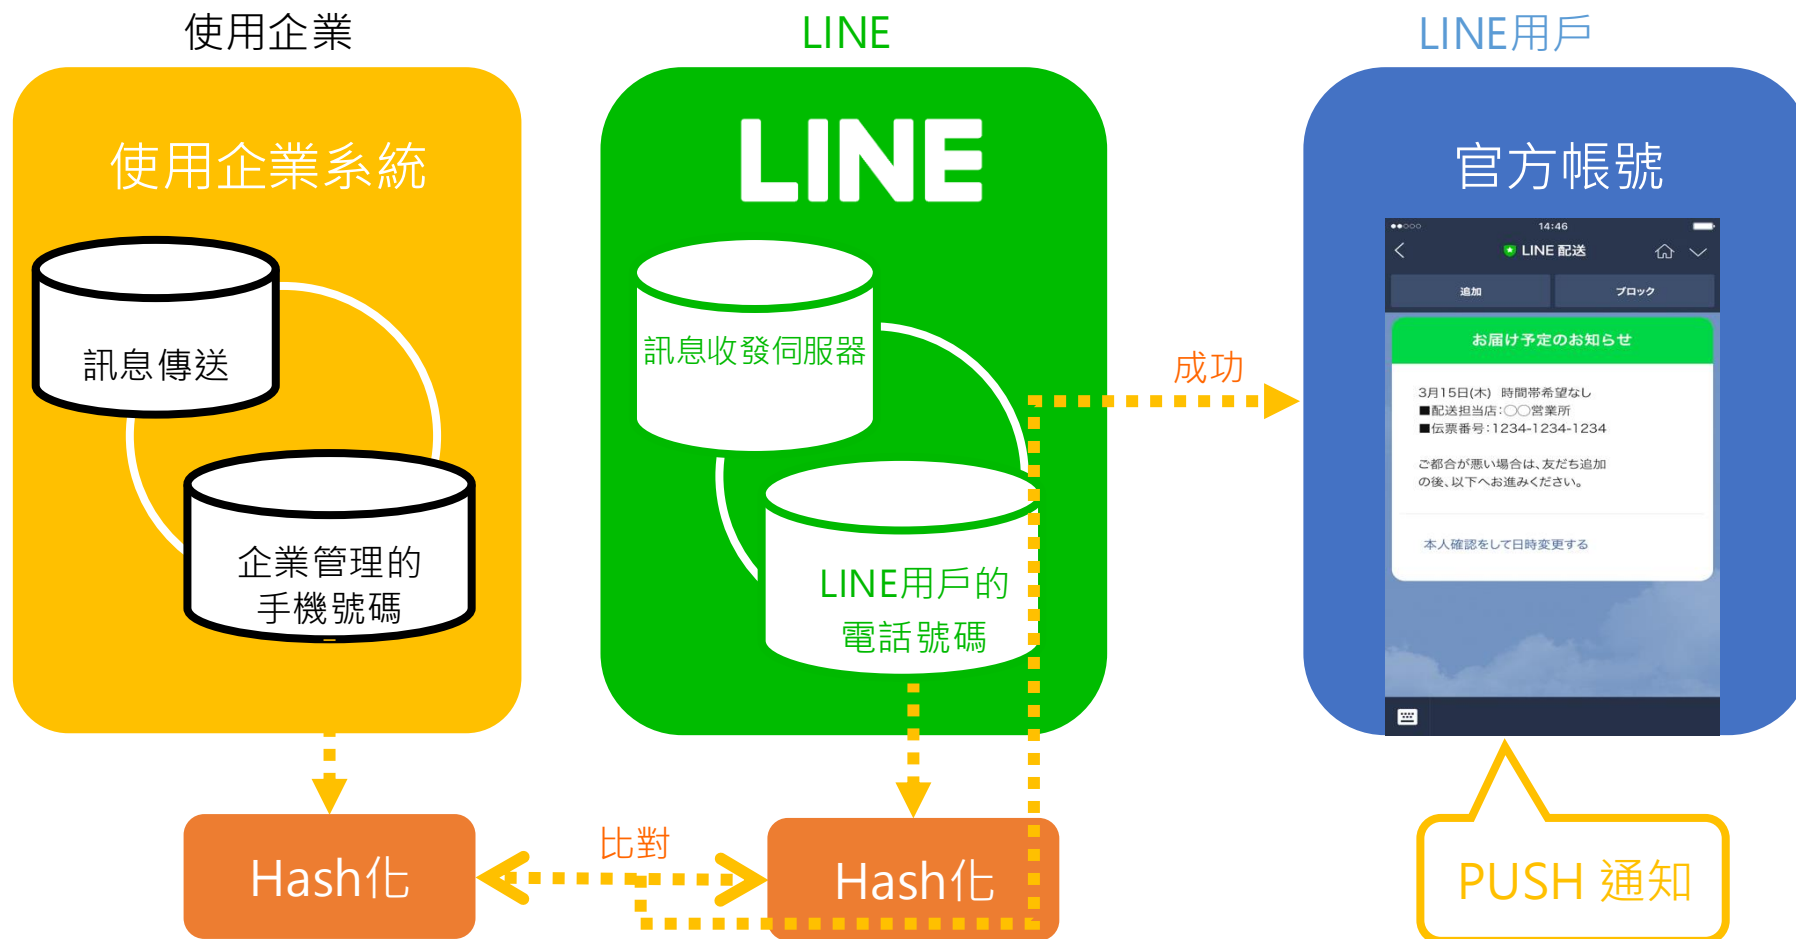 使用企業
LINE
LINE用戶
使用企業系統
訊息傳送
企業管理的
手機號碼
LINE
訊息收發伺服器
LINE用戶的
電話號碼
成功
官方帳號
14:46
LINE 配送
追加
ブロック
お届け予定のお知らせ
3月15日(木) 時間帯希望なし
■配送担当店:〇〇営業所
■伝票番号:1234-1234-1234
ご都合が悪い場合は、友だち追加
の後、以下へお進みください。
本人確認をして日時変更する
Hash化
比對
Hash化
PUSH 通知